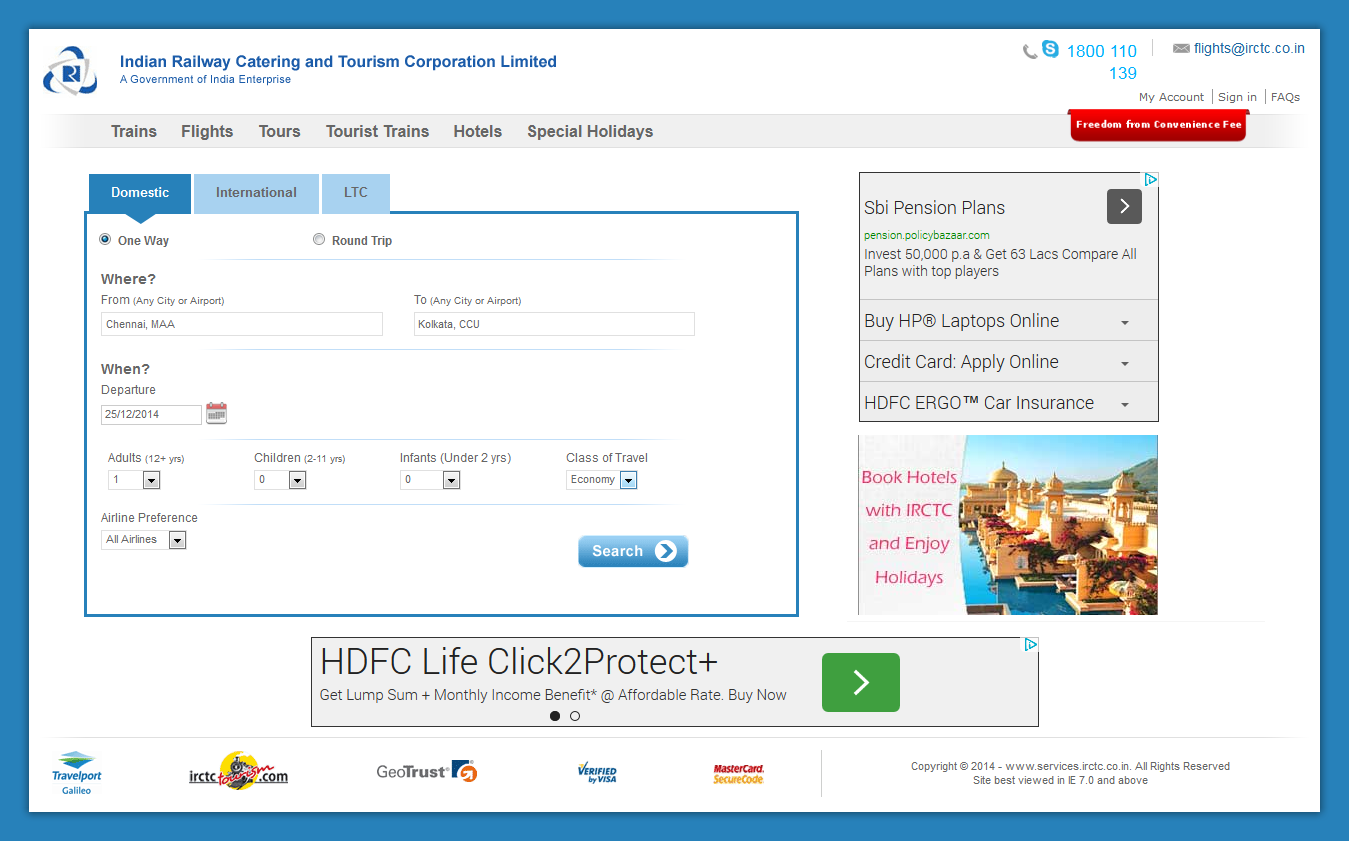 Indian Railway Catering and Tourism Corporation Limited
A Government of India Enterprise
1800 110
139
flights@irctc.co.in
My Account
Sign in
FAQs
Trains
Flights
Tours
Tourist Trains
Hotels
Special Holidays
Freedom from Convenience Fee
Domestic
International
LTC
One Way
Round Trip
Where?
From (Any City or Airport)
To (Any City or Airport)
Chennai, MAA
Kolkata, CCU
When?
Departure
25/12/2014
Adults (12+ yrs)
Children (2-11 yrs)
Infants (Under 2 yrs)
Class of Travel
1
0
0
Economy
Airline Preference
All Airlines
Search
Sbi Pension Plans
pension.policybazaar.com
Invest 50,000 p.a & Get 63 Lacs Compare All
Plans with top players
Buy HP® Laptops Online
Credit Card: Apply Online
HDFC ERGO™ Car Insurance
Book Hotels
with IRCTC
and Enjoy
Holidays
HDFC Life Click2Protect+
Get Lump Sum + Monthly Income Benefit* @ Affordable Rate. Buy Now
Travelport
Galileo
irctc tourism .com
GeoTrust
VERIFIED
by VISA
MasterCard.
SecureCode.
Copyright © 2014 - www.services.irctc.co.in. All Rights Reserved
Site best viewed in IE 7.0 and above